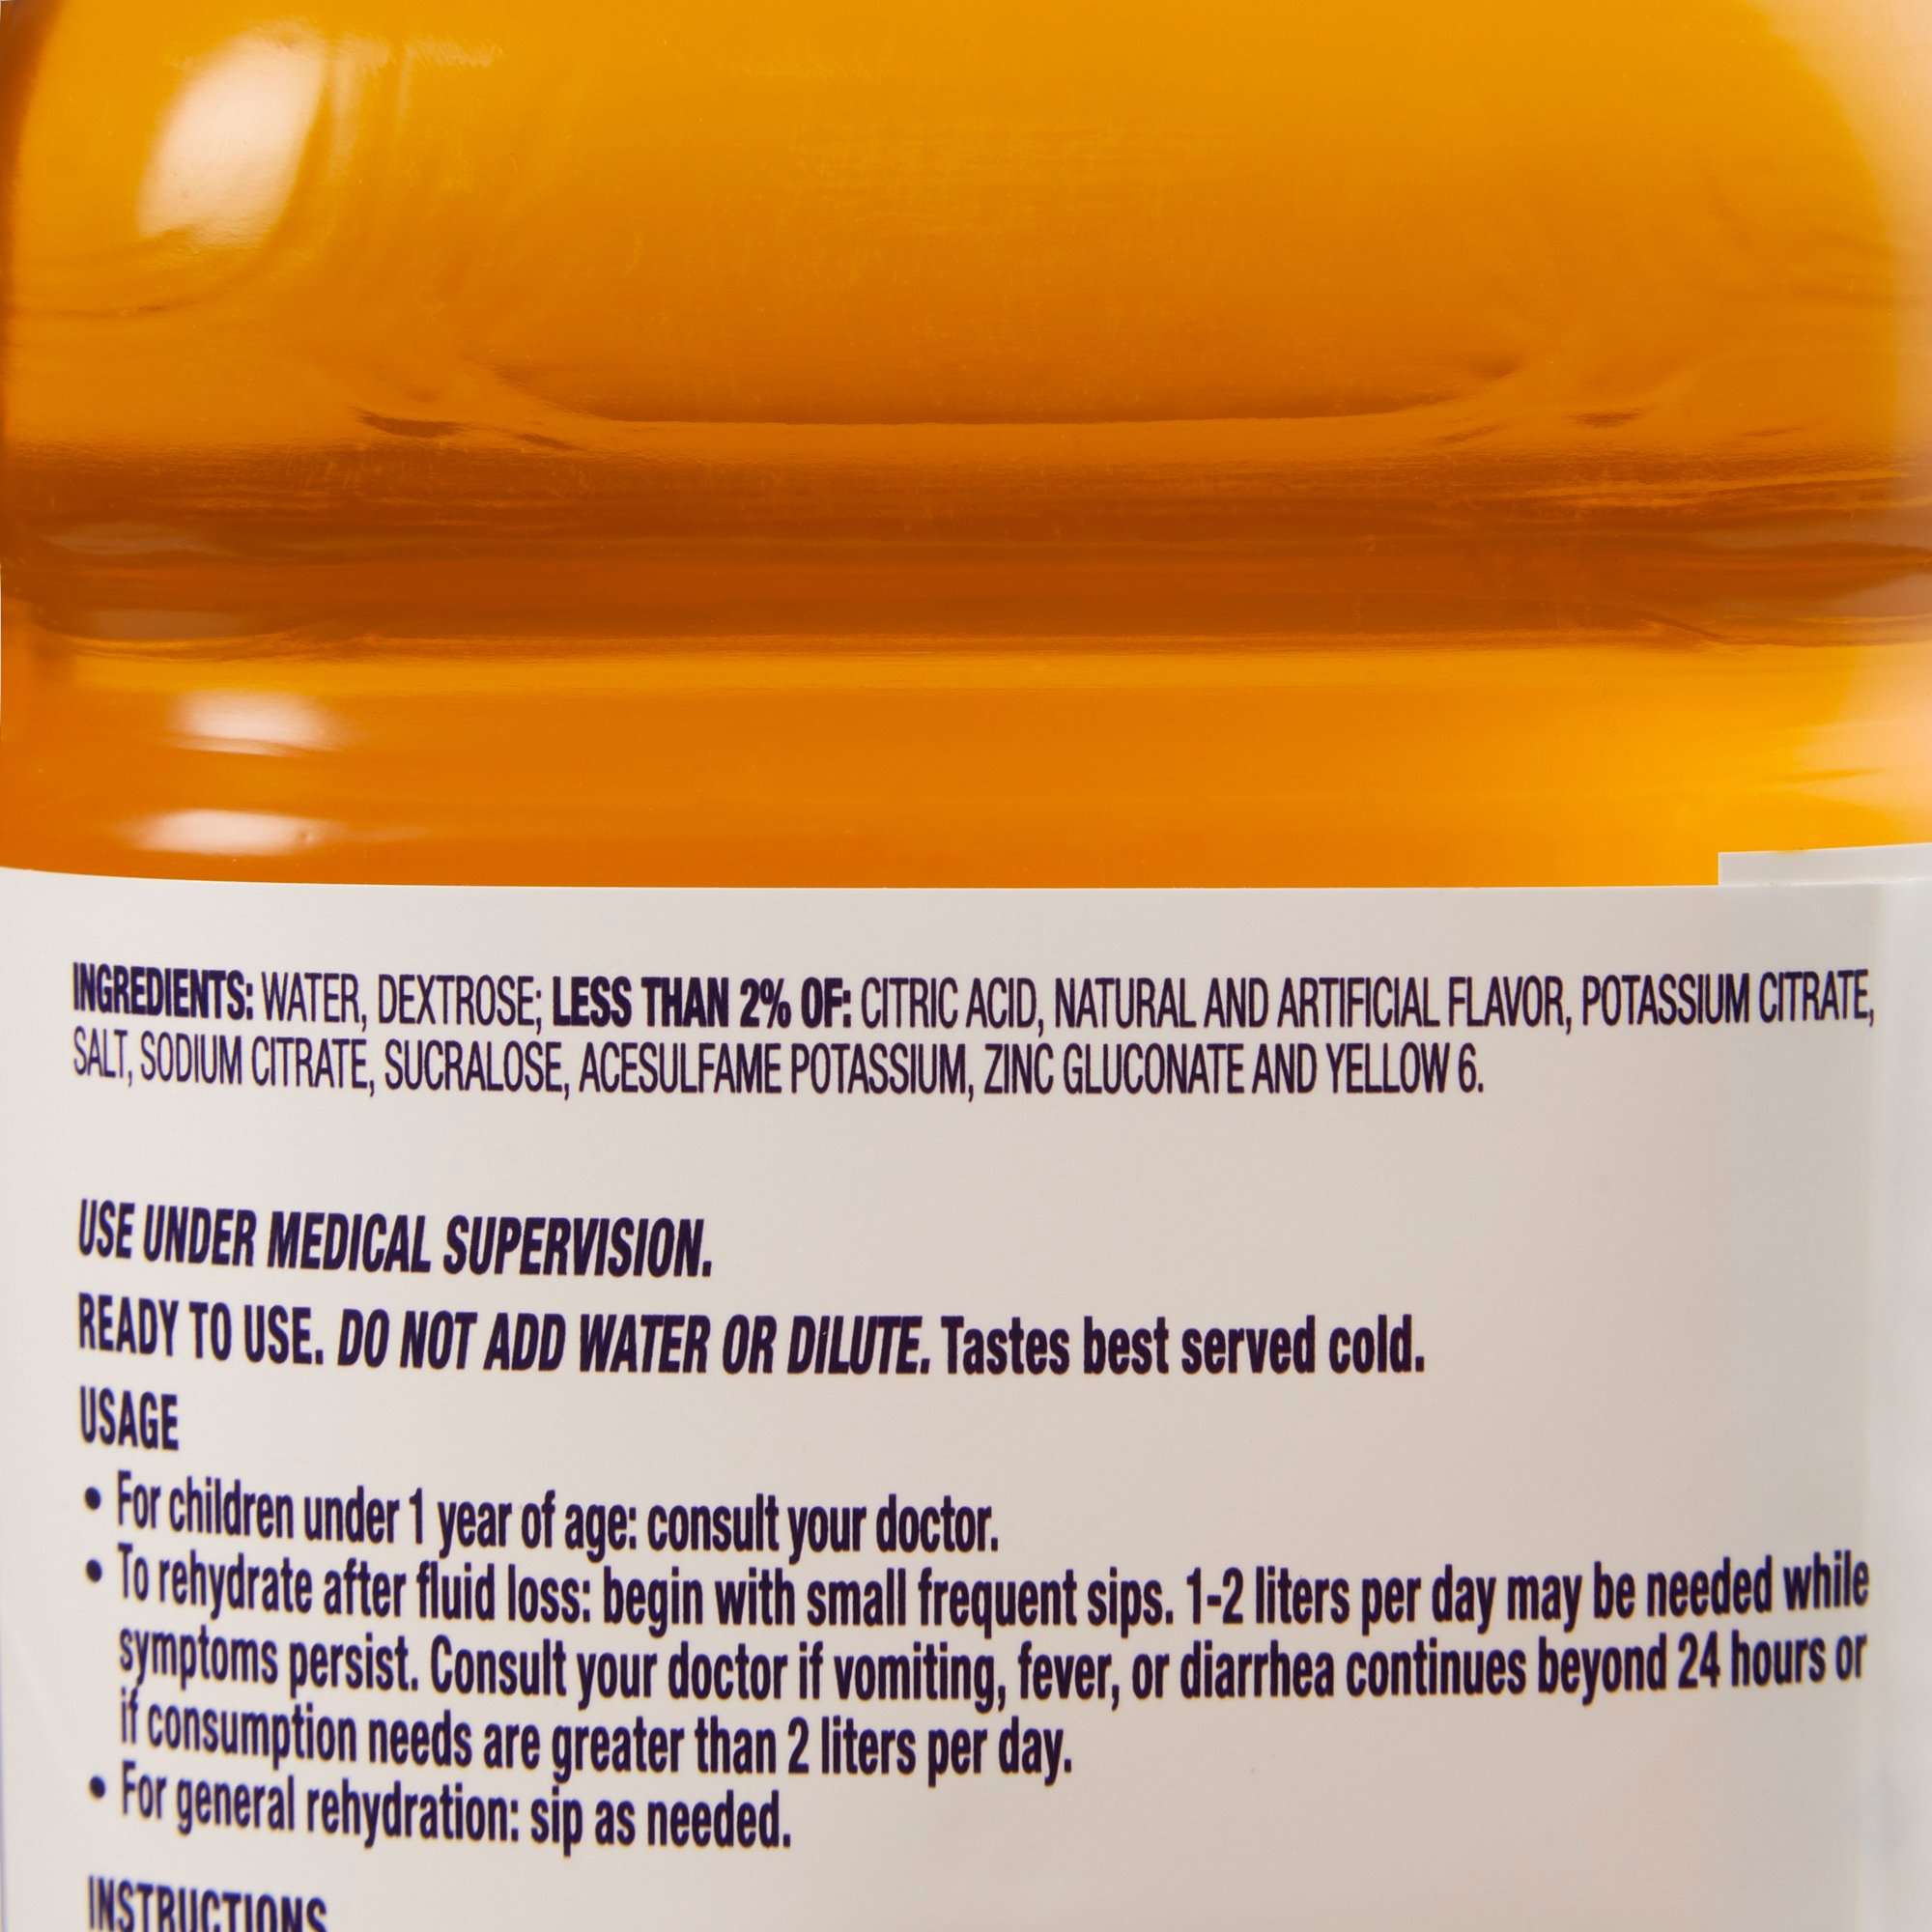 INGREDIENTS: WATER, DEXTROSE; LESS THAN 2% OF: CITRIC ACID, NATURAL AND ARTIFICIAL FLAVOR, POTASSIUM CITRATE,
SALT, SODIUM CITRATE, SUCRALOSE, ACESULFAME POTASSIUM, ZINC GLUCONATE AND YELLOW 6.
USE UNDER MEDICAL SUPERVISION.
READY TO USE. DO NOT ADD WATER OR DILUTE. Tastes best served cold.
USAGE
• For children under 1 year of age: consult your doctor.
• To rehydrate after fluid loss: begin with small frequent sips. 1-2 liters per day may be needed while
symptoms persist. Consult your doctor if vomiting, fever, or diarrhea continues beyond 24 hours or
if consumption needs are greater than 2 liters per day.
• For general rehydration: sip as needed.
INSTRUCTIONS